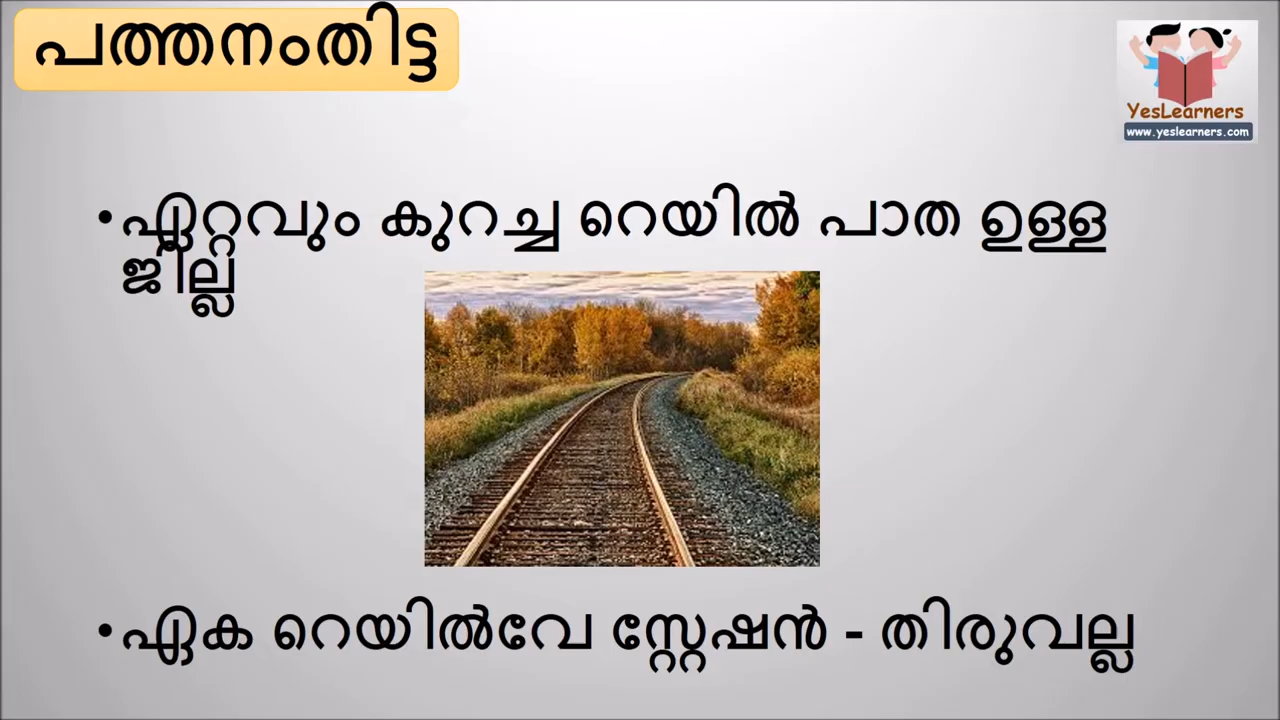 പത്തനംതിട്ട
YesLearners
www.yeslearners.com
•ഏറ്റവും കുറച്ച റെയിൽ പാത ഉള്ള
ജില്ല
•ഏക റെയിൽവേ സ്റ്റേഷൻ - തിരുവല്ല